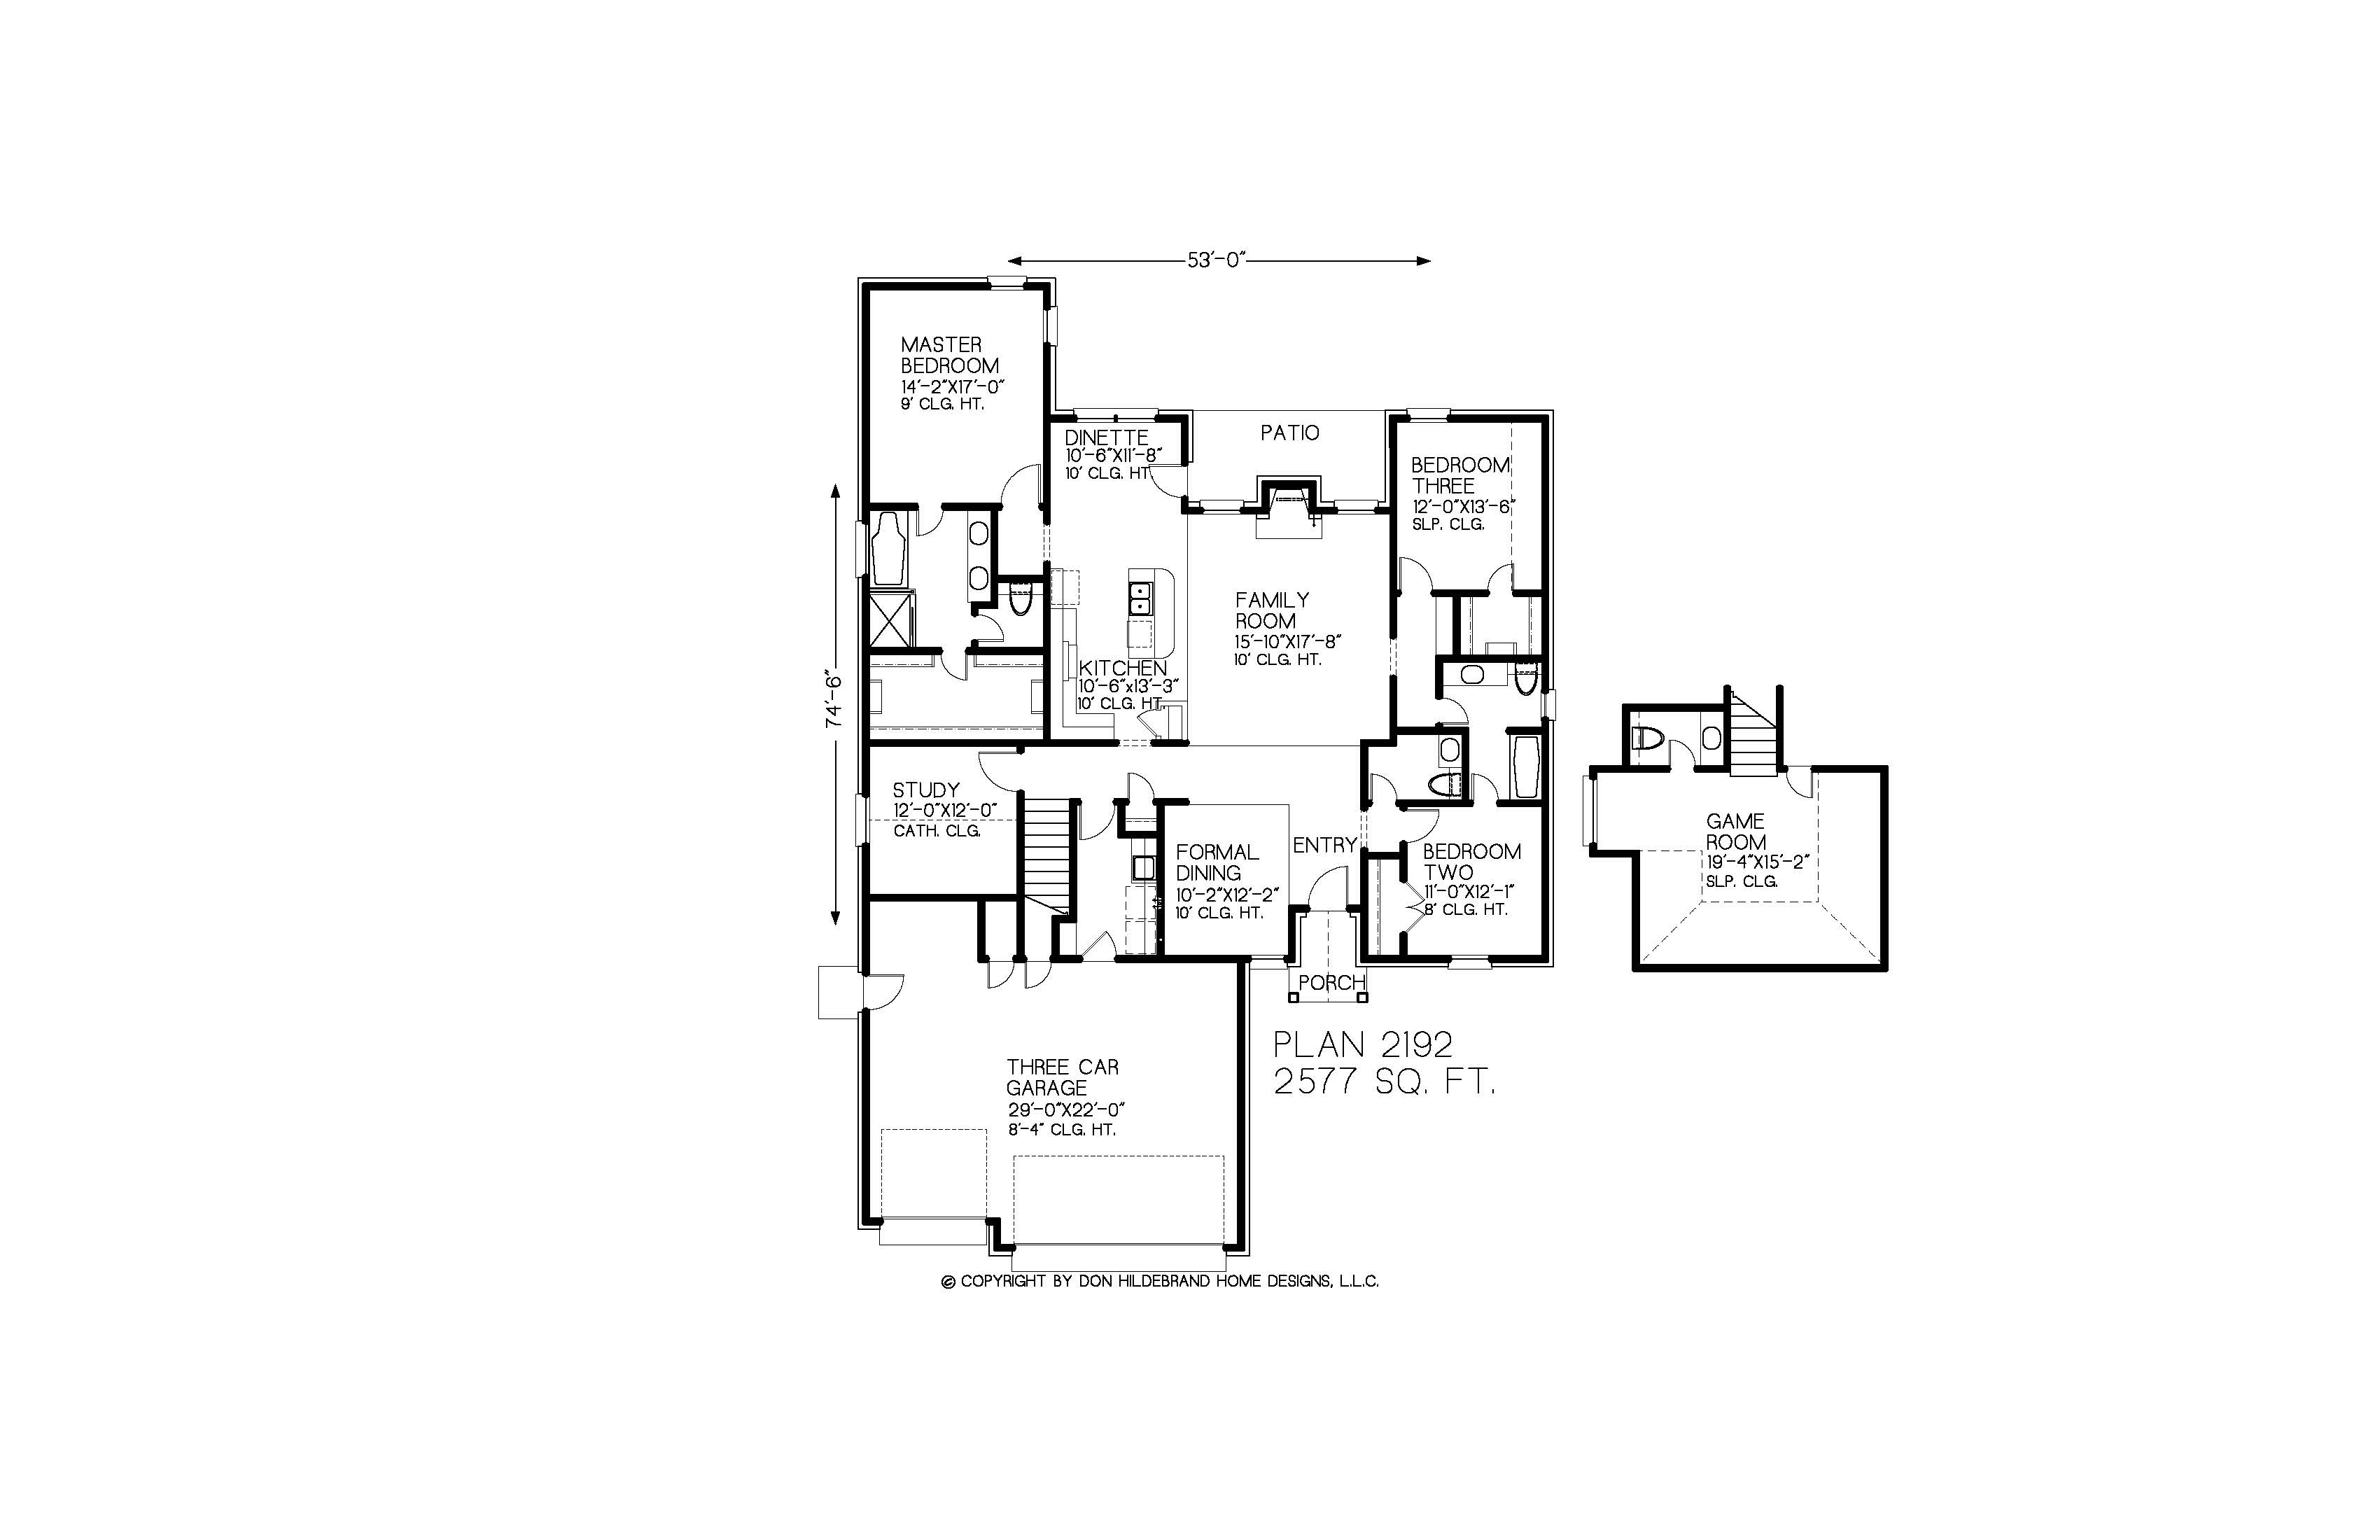 53'-0"
MASTER
BEDROOM
14'-2"X17'-0"
9' CLG. HT.
DINETTE
10'-6"X11'-8"
10' CLG. HT
PATIO
BEDROOM
THREE
12'-0"X13'-6"
SLP. CLG.
FAMILY
ROOM
15'-10"X17'-8"
10' CLG. HT.
KITCHEN
10'-6"x13'-3"
10' CLG. HT
74'-6"
STUDY
12'-0"X12'-0"
CATH. CLG.
FORMAL
DINING
10'-2"X12'-2"
10' CLG. HT.
ENTRY
BEDROOM
TWO
11'-0"X12'-1"
8' CLG. HT.
GAME
ROOM
19'-4"X15'-2"
SLP. CLG.
PORCH
PLAN 2192
2577 SQ. FT.
THREE CAR
GARAGE
29'-0"X22'-0"
8'-4" CLG. HT.
© COPYRIGHT BY DON HILDEBRAND HOME DESIGNS, L.L.C.